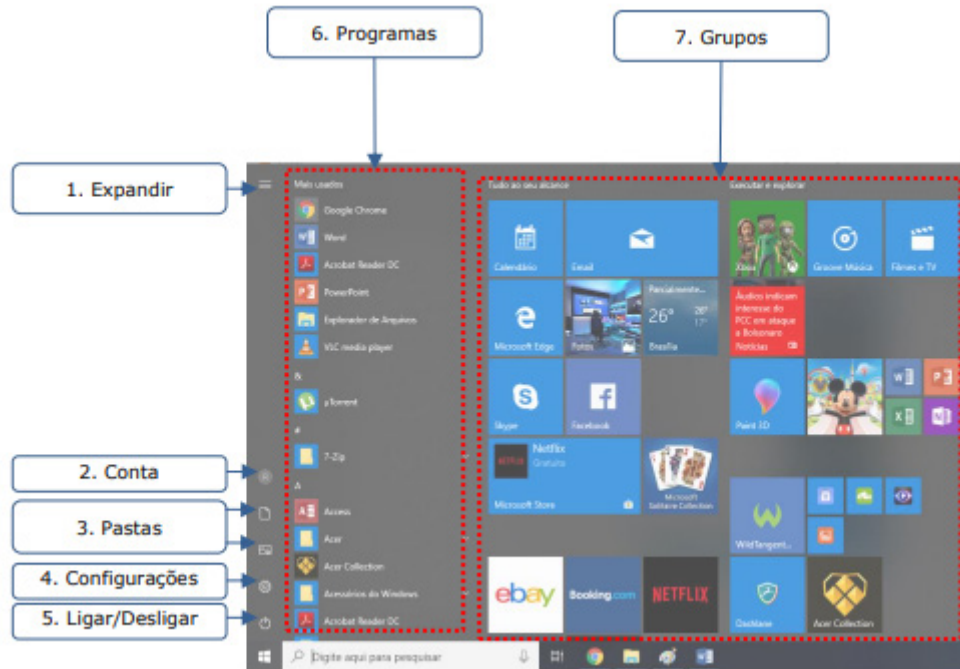 6. Programas
7. Grupos
1. Expandir
2. Conta
3. Pastas
4. Configurações
5. Ligar/Desligar
Mais usados
Google Chrome
Word
Acrobat Reader DC
PowerPoint
Explorador de Arquivos
VLC media player
&
µTorrent
#
7-Zip
A
Access
Acer
Acer Collection
Acessórios do Windows
Acrobat Reader DC
Tudo ao seu alcance
Calendário
Email
Microsoft Edge
Fotos
Parcialmente...
26° 26°
17°
Brasília
Skype
Facebook
NETFLIX
Netflix
Gratuito
Microsoft Store
Microsoft
Solitaire Collection
ebay
Booking.com
NETFLIX
Executar e explorar
Xbox
Groove Música
Filmes e TV
Áudios indicam
interesse do
PCC em ataque
a Bolsonaro
Notícias
Paint 3D
WildTangent...
Dashlane
Acer Collection
Digite aqui para pesquisar